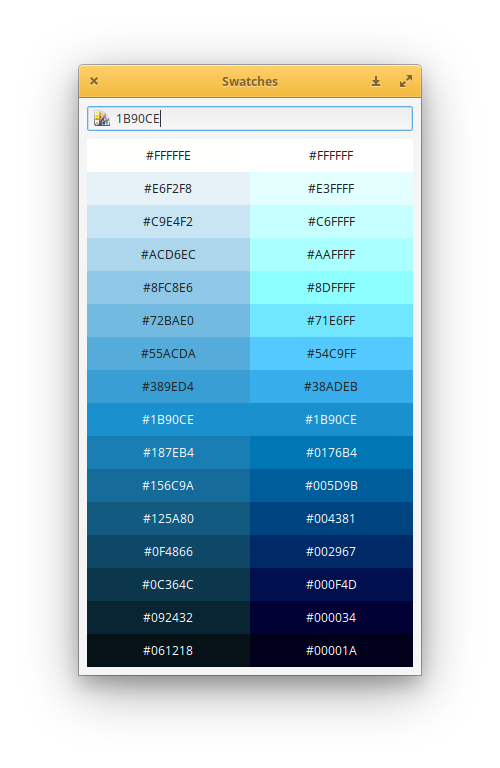 Swatches
1B90CE
#FFFFFE #FFFFFF
#E6F2F8 #E3FFFF
#C9E4F2 #C6FFFF
#ACD6EC #AAFFFF
#8FC8E6 #8DFFFF
#72BAE0 #71E6FF
#55ACDA #54C9FF
#389ED4 #38ADEB
#1B90CE #1B90CE
#187EB4 #0176B4
#156C9A #005D9B
#125A80 #004381
#0F4866 #002967
#0C364C #000F4D
#092432 #000034
#061218 #00001A